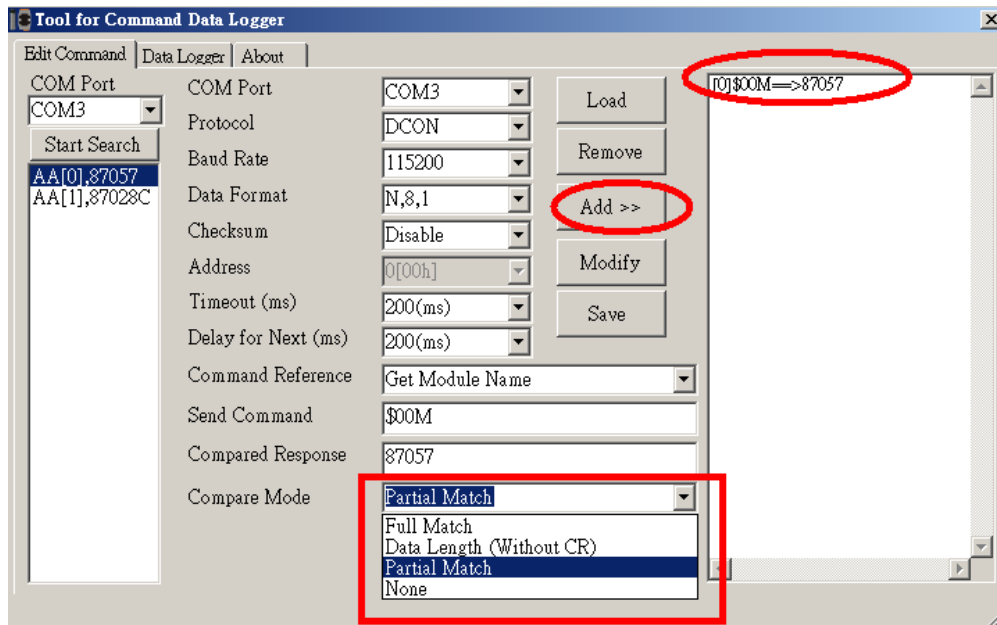 Tool for Command Data Logger
Edit Command
Data Logger
About
COM Port
COM3
Start Search
AA[0],87057
AA[1],87028C
COM Port
COM3
Protocol
DCON
Baud Rate
115200
Data Format
N,8,1
Checksum
Disable
Address
0[00h]
Timeout (ms)
200(ms)
Delay for Next (ms)
200(ms)
Command Reference
Get Module Name
Send Command
$00M
Compared Response
87057
Compare Mode
Partial Match
Full Match
Data Length (Without CR)
Partial Match
None
Load
Remove
Add >>
Modify
Save
[0]$00M==>87057